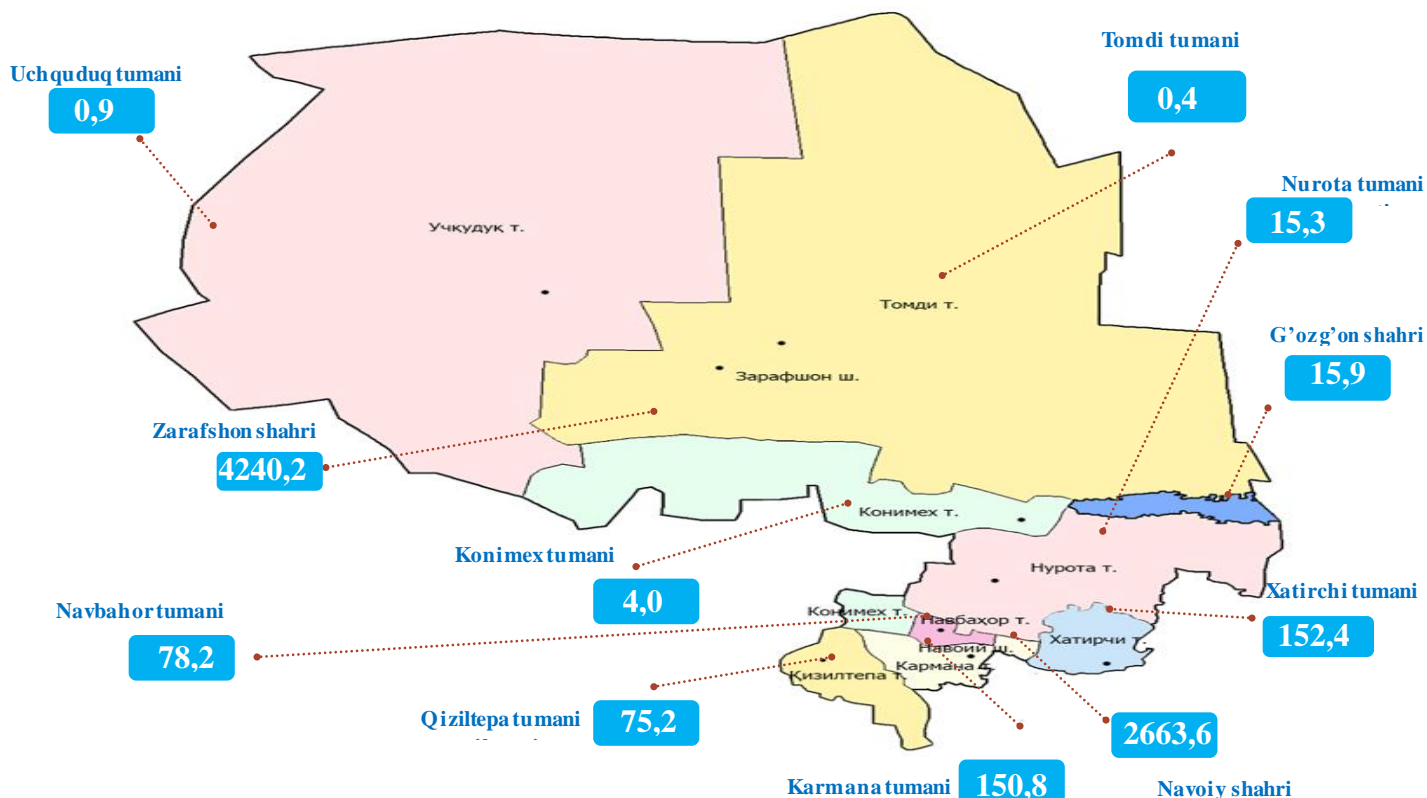 Tomdi tumani
0,4
Uchquduq tumani
0,9
Nurota tumani
15,3
Учқудуқ т.
Томди т.
G’ozg’on shahri
15,9
Зарафшон ш.
Zarafshon shahri
4240,2
Конимех т.
Konimex tumani
4,0
Нурота т.
Xatirchi tumani
152,4
Navbahor tumani
78,2
Конимех т.
Навбаҳор т.
Навоий ш.
Хатирчи т.
Кармана т.
Қизилтепа т.
Qiziltepa tumani
75,2
2663,6
Karmana tumani
150,8
Navoiy shahri